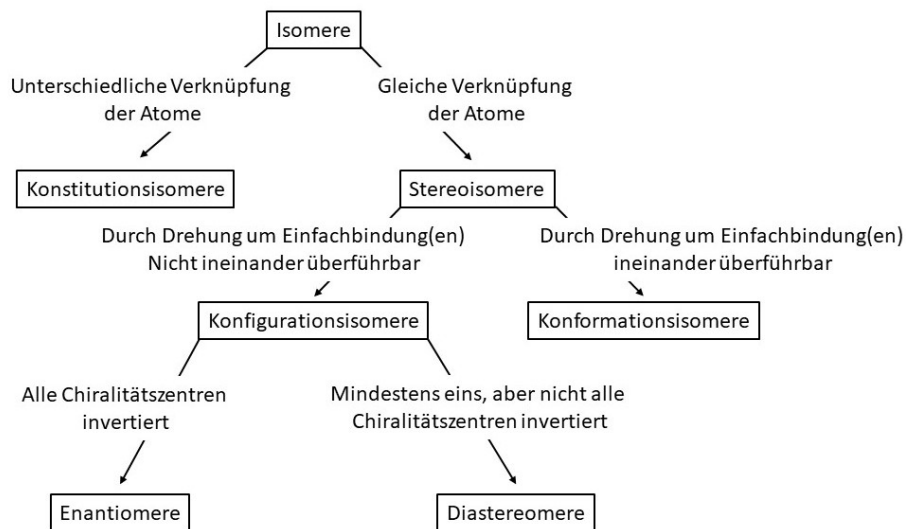 Isomere
Unterschiedliche Verknüpfung
der Atome
Gleiche Verknüpfung
der Atome
Konstitutionsisomere
Stereoisomere
Durch Drehung um Einfachbindung(en)
Nicht ineinander überführbar
Durch Drehung um Einfachbindung(en)
ineinander überführbar
Konfigurationsisomere
Konformationsisomere
Alle Chiralitätszentren
invertiert
Mindestens eins, aber nicht alle
Chiralitätszentren invertiert
Enantiomere
Diastereomere